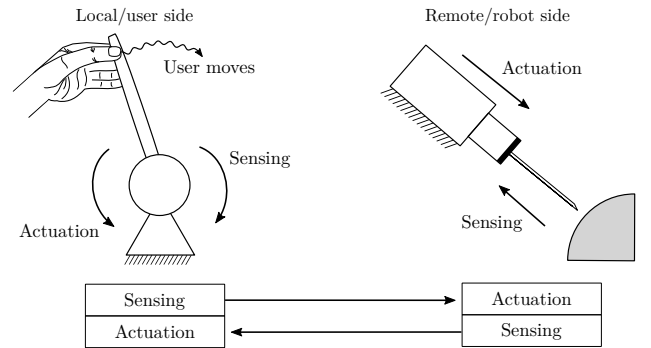 Local/user side
Remote/robot side
User moves
Actuation
Sensing
Actuation
Sensing
Sensing
Actuation
Actuation
Sensing